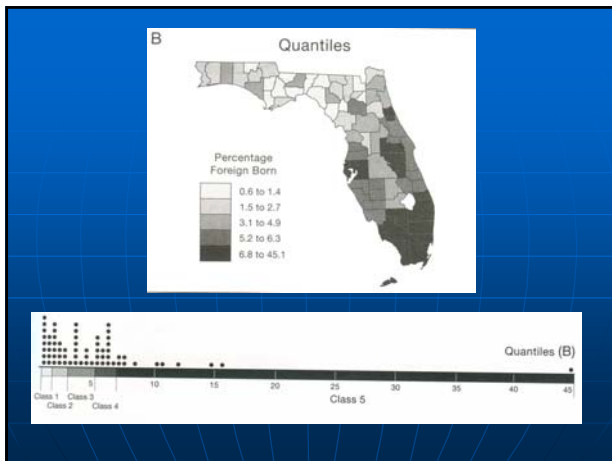 B
Quantiles
Percentage
Foreign Born
0.6 to 1.4
1.5 to 2.7
3.1 to 4.9
5.2 to 6.3
6.8 to 45.1
Quantiles (B)
5 10 15 20 25 30 35 40 45
Class 1 Class 3 Class 5
Class 2 Class 4